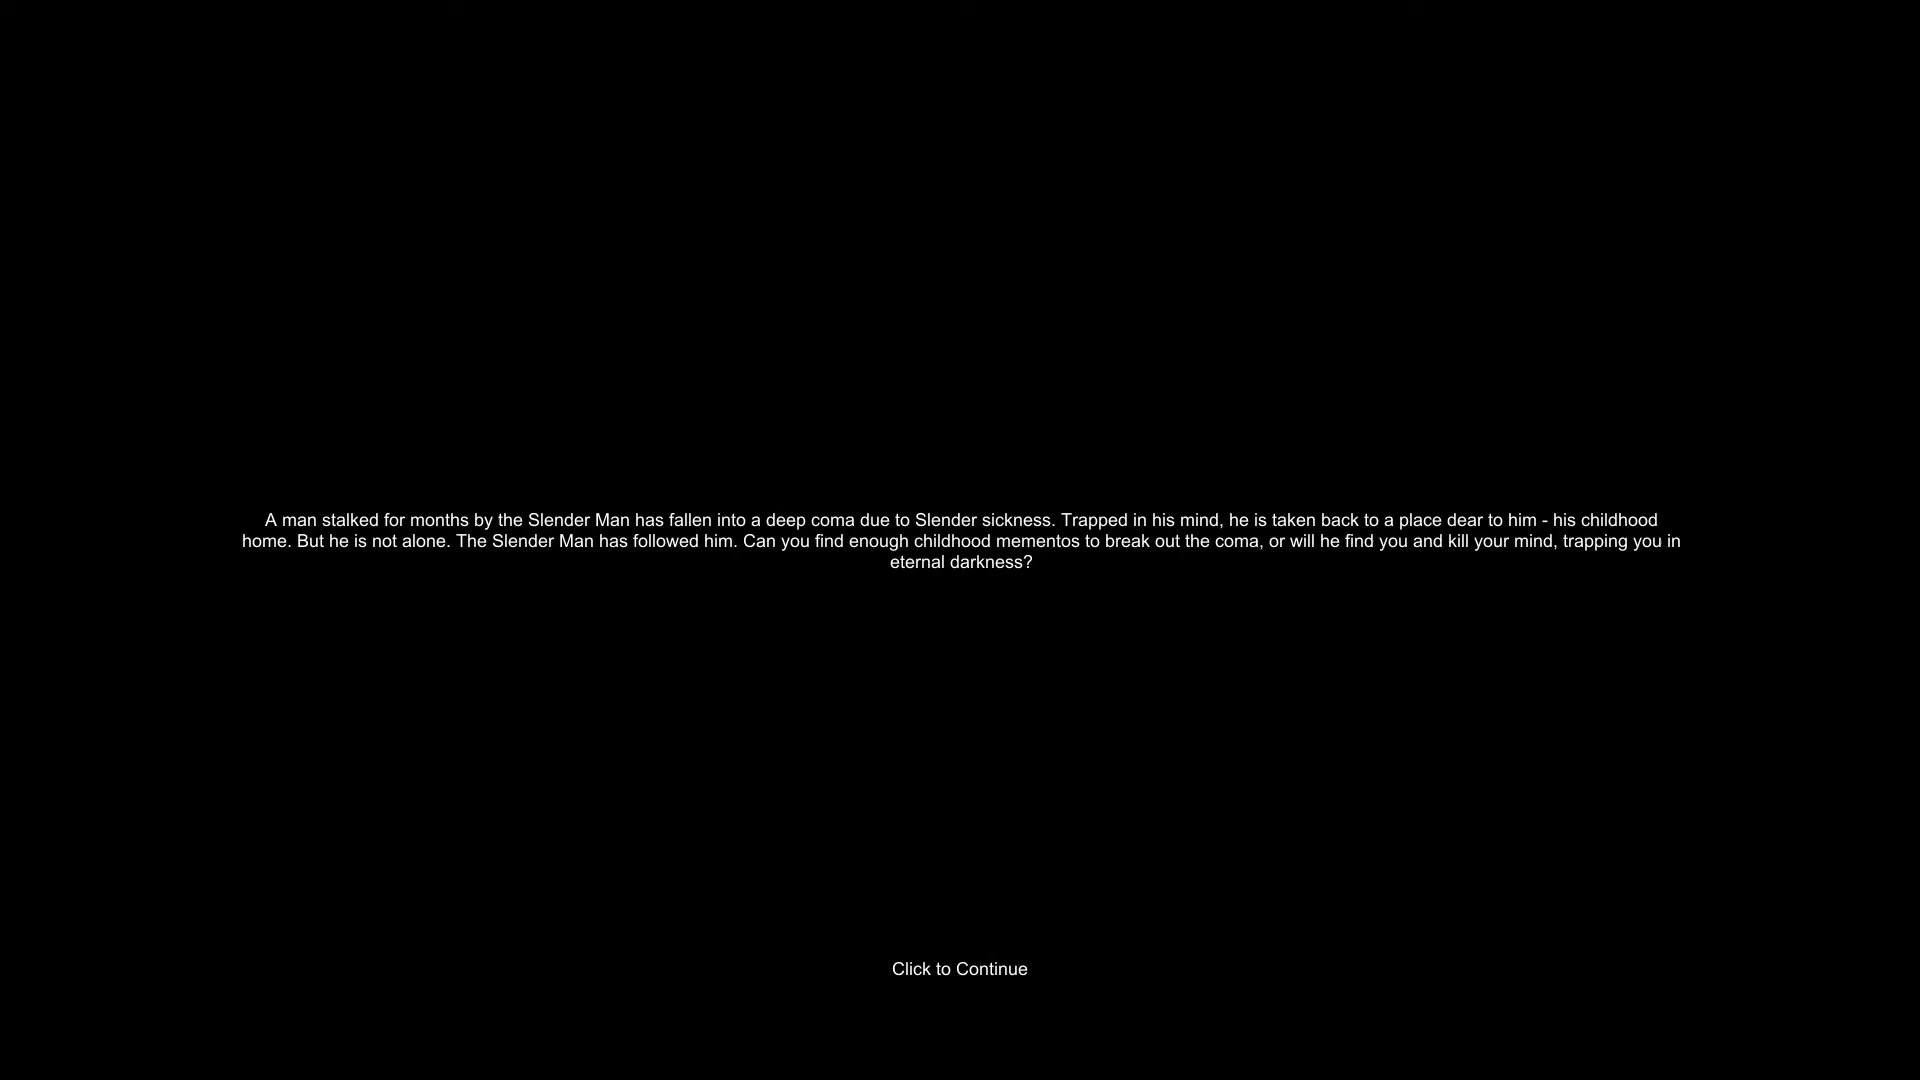 A man stalked for months by the Slender Man has fallen into a deep coma due to Slender sickness. Trapped in his mind, he is taken back to a place dear to him - his childhood
home. But he is not alone. The Slender Man has followed him. Can you find enough childhood mementos to break out the coma, or will he find you and kill your mind, trapping you in
eternal darkness?
Click to Continue